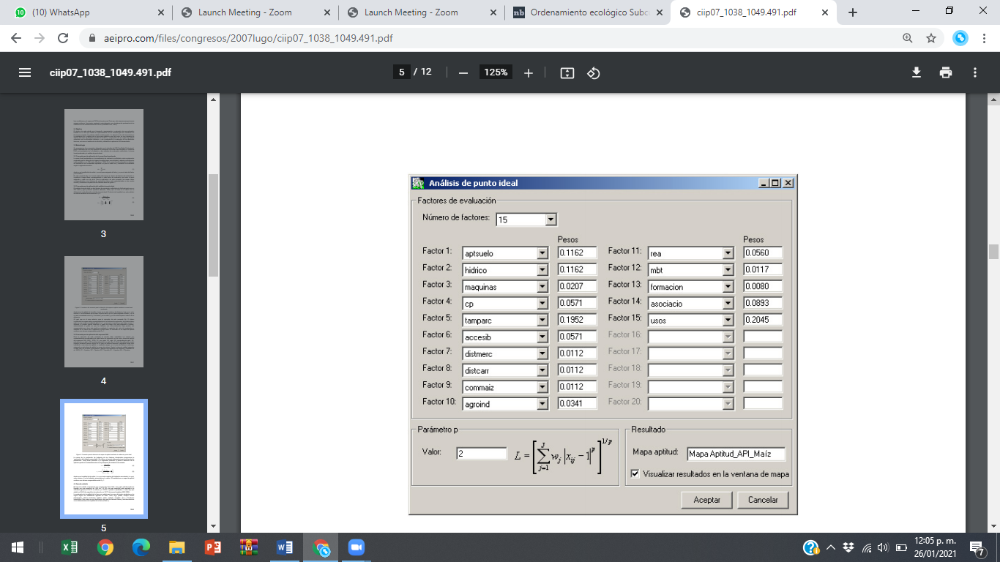 (10) WhatsApp
Launch Meeting - Zoom
Launch Meeting - Zoom
Ordenamiento ecológico Subc
ciip07_1038_1049.491.pdf
aeipro.com/files/congresos/2007lugo/ciip07_1038_1049.491.pdf
ciip07_1038_1049.491.pdf
5 / 12
125%
3
4
5
Análisis de punto ideal
Factores de evaluación
Número de factores: 15
Pesos Pesos
Factor 1: aptsuelo 0.1162 Factor 11: rea 0.0560
Factor 2: hidrico 0.1162 Factor 12: mbt 0.0117
Factor 3: maquinas 0.0207 Factor 13: formacion 0.0080
Factor 4: cp 0.0571 Factor 14: asociacio 0.0893
Factor 5: tamparc 0.1952 Factor 15: usos 0.2045
Factor 6: accesib 0.0571 Factor 16:
Factor 7: distmerc 0.0112 Factor 17:
Factor 8: distcarr 0.0112 Factor 18:
Factor 9: commaiz 0.0112 Factor 19:
Factor 10: agroind 0.0341 Factor 20:
Parámetro p
Valor: 2
L = [∑ j=1 J w_j |x_ij − 1|^p]^1/p
Resultado
Mapa aptitud: Mapa Aptitud_API_Maíz
Visualizar resultados en la ventana de mapa
Aceptar Cancelar
12:05 p. m.
26/01/2021
7